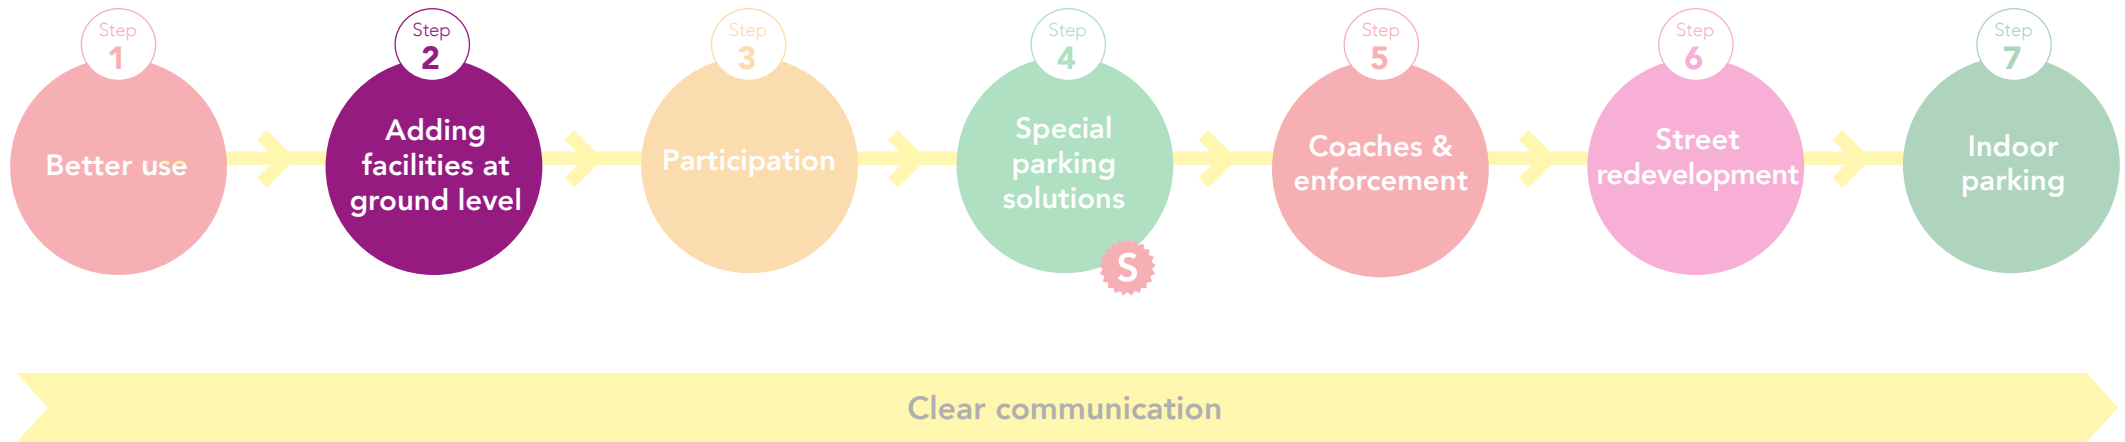 Step
1
Better use
Step
2
Adding
facilities at
ground level
Step
3
Participation
Step
4
Special
parking
solutions
S
Step
5
Coaches &
enforcement
Step
6
Street
redevelopment
Step
7
Indoor
parking
Clear communication